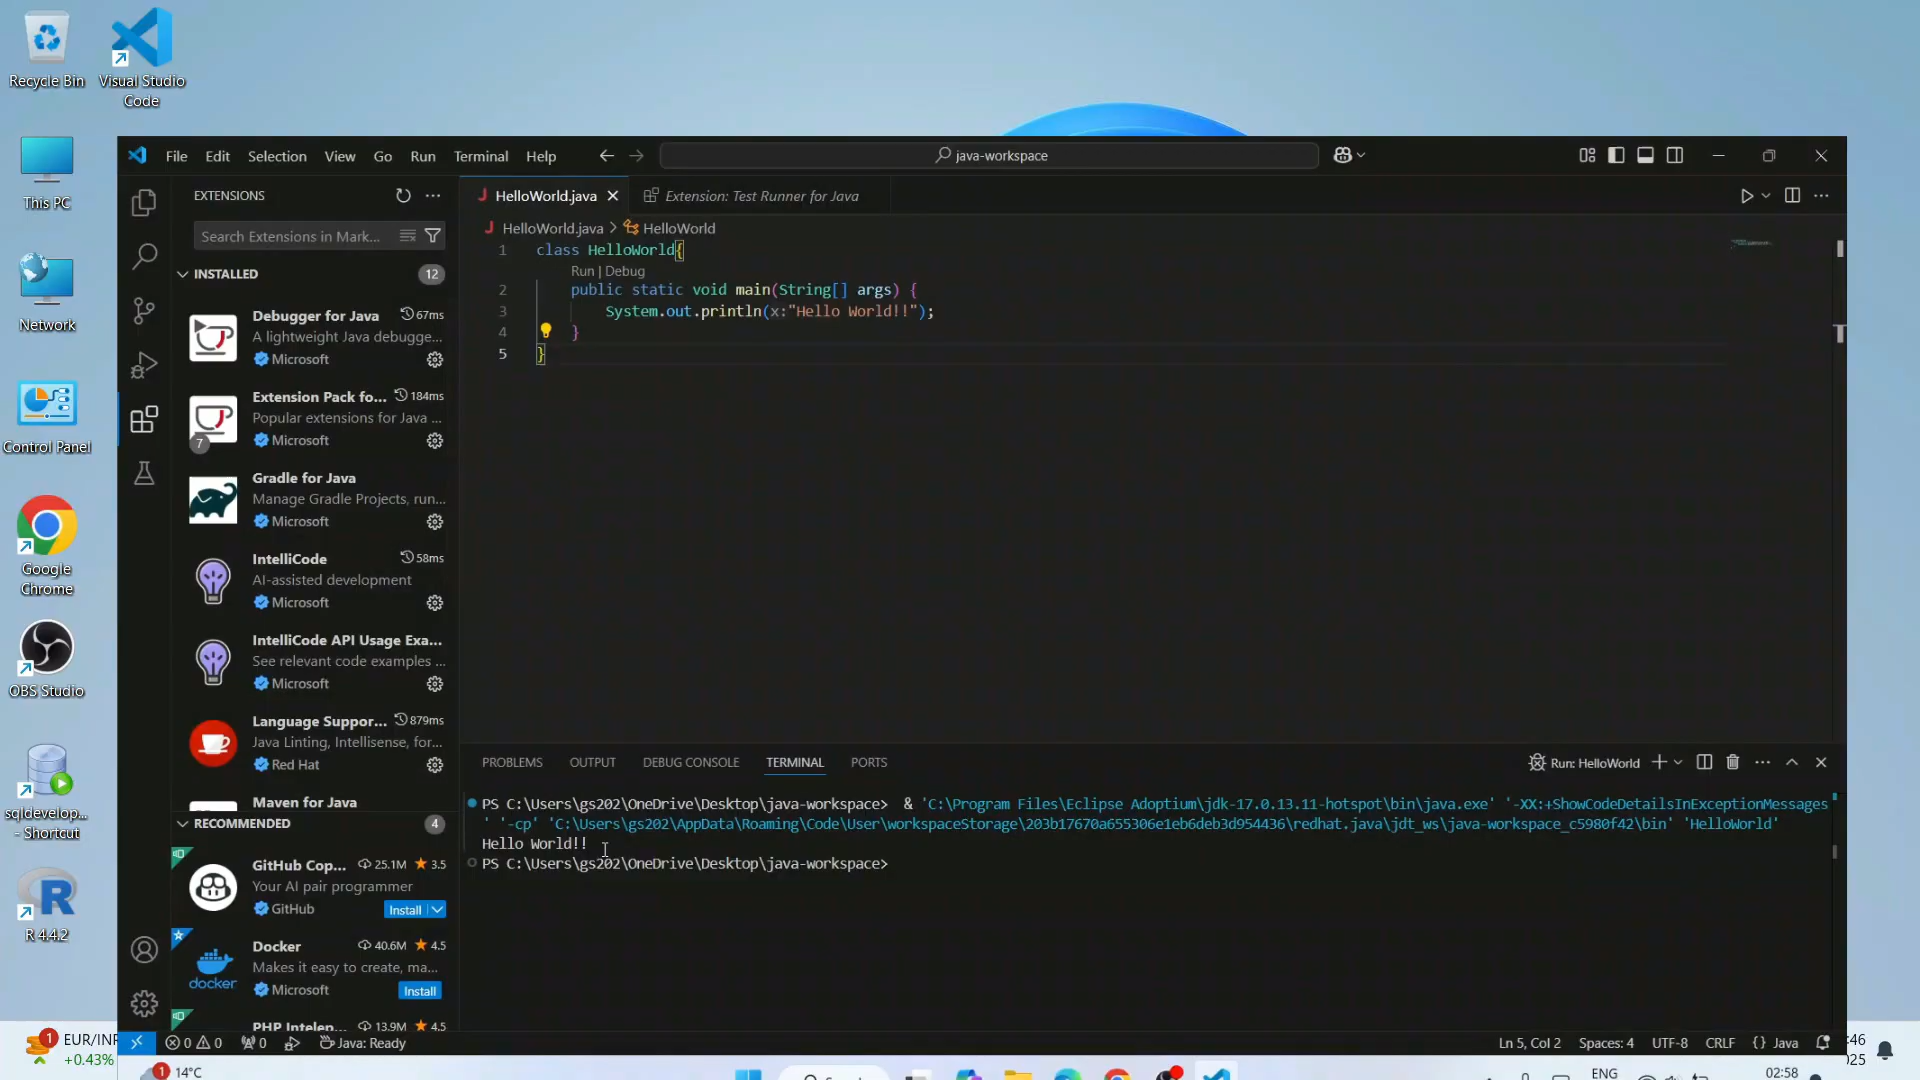 Recycle Bin
Visual Studio
Code
This PC
Network
Control Panel
Google
Chrome
OBS Studio
sqldevelop...
- Shortcut
R 4.4.2
File Edit Selection View Go Run Terminal Help
java-workspace
EXTENSIONS
Search Extensions in Mark...
INSTALLED 12
Debugger for Java 67ms
A lightweight Java debugge...
Microsoft
Extension Pack fo... 184ms
Popular extensions for Java ...
7 Microsoft
Gradle for Java
Manage Gradle Projects, run...
Microsoft
IntelliCode 58ms
AI-assisted development
Microsoft
IntelliCode API Usage Exa...
See relevant code examples ...
Microsoft
Language Suppor... 879ms
Java Linting, Intellisense, for...
Red Hat
Maven for Java
RECOMMENDED 4
GitHub Cop... 25.1M 3.5
Your AI pair programmer
GitHub Install
Docker 40.6M 4.5
Makes it easy to create, ma...
docker Microsoft Install
PHP Intelep... 13.9M 4.5
HelloWorld.java Extension: Test Runner for Java
HelloWorld.java > HelloWorld
1 class HelloWorld{
Run | Debug
2 public static void main(String[] args) {
3 System.out.println(x:"Hello World!!");
4 }
5 }
PROBLEMS OUTPUT DEBUG CONSOLE TERMINAL PORTS
Run: HelloWorld
PS C:\Users\gs202\OneDrive\Desktop\java-workspace> & 'C:\Program Files\Eclipse Adoptium\jdk-17.0.13.11-hotspot\bin\java.exe' '-XX:+ShowCodeDetailsInExceptionMessages
' '-cp' 'C:\Users\gs202\AppData\Roaming\Code\User\workspaceStorage\203b17670a655306e1eb6deb3d954436\redhat.java\jdt_ws\java-workspace_c5980f42\bin' 'HelloWorld'
Hello World!!
PS C:\Users\gs202\OneDrive\Desktop\java-workspace>
0 0 0 Java: Ready
Ln 5, Col 2 Spaces: 4 UTF-8 CRLF {} Java
1 EUR/INR
+0.43%
:46
025
1 14°C
ENG
02:58